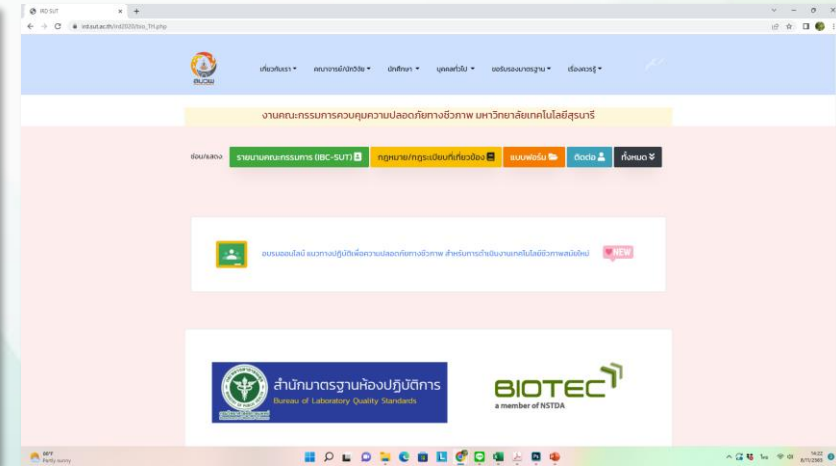 IRD SUT
ird.sut.ac.th/ird2020/bio_TH.php
สบวพ
เกี่ยวกับเรา
คณาจารย์/นักวิจัย
นักศึกษา
บุคคลทั่วไป
ขอรับรองมาตรฐาน
เรื่องควรรู้
งานคณะกรรมการควบคุมความปลอดภัยทางชีวภาพ มหาวิทยาลัยเทคโนโลยีสุรนารี
ซ่อน/แสดง
รายนามคณะกรรมการ (IBC-SUT)
กฎหมาย/กฎระเบียบที่เกี่ยวข้อง
แบบฟอร์ม
ติดต่อ
ทั้งหมด
อบรมออนไลน์ แนวทางปฏิบัติเพื่อความปลอดภัยทางชีวภาพ สำหรับการดำเนินงานเทคโนโลยีชีวภาพสมัยใหม่
NEW
สำนักมาตรฐานห้องปฏิบัติการ
Bureau of Laboratory Quality Standards
BIOTEC
a member of NSTDA
Partly sunny
ไทย
14:22
8/11/2565